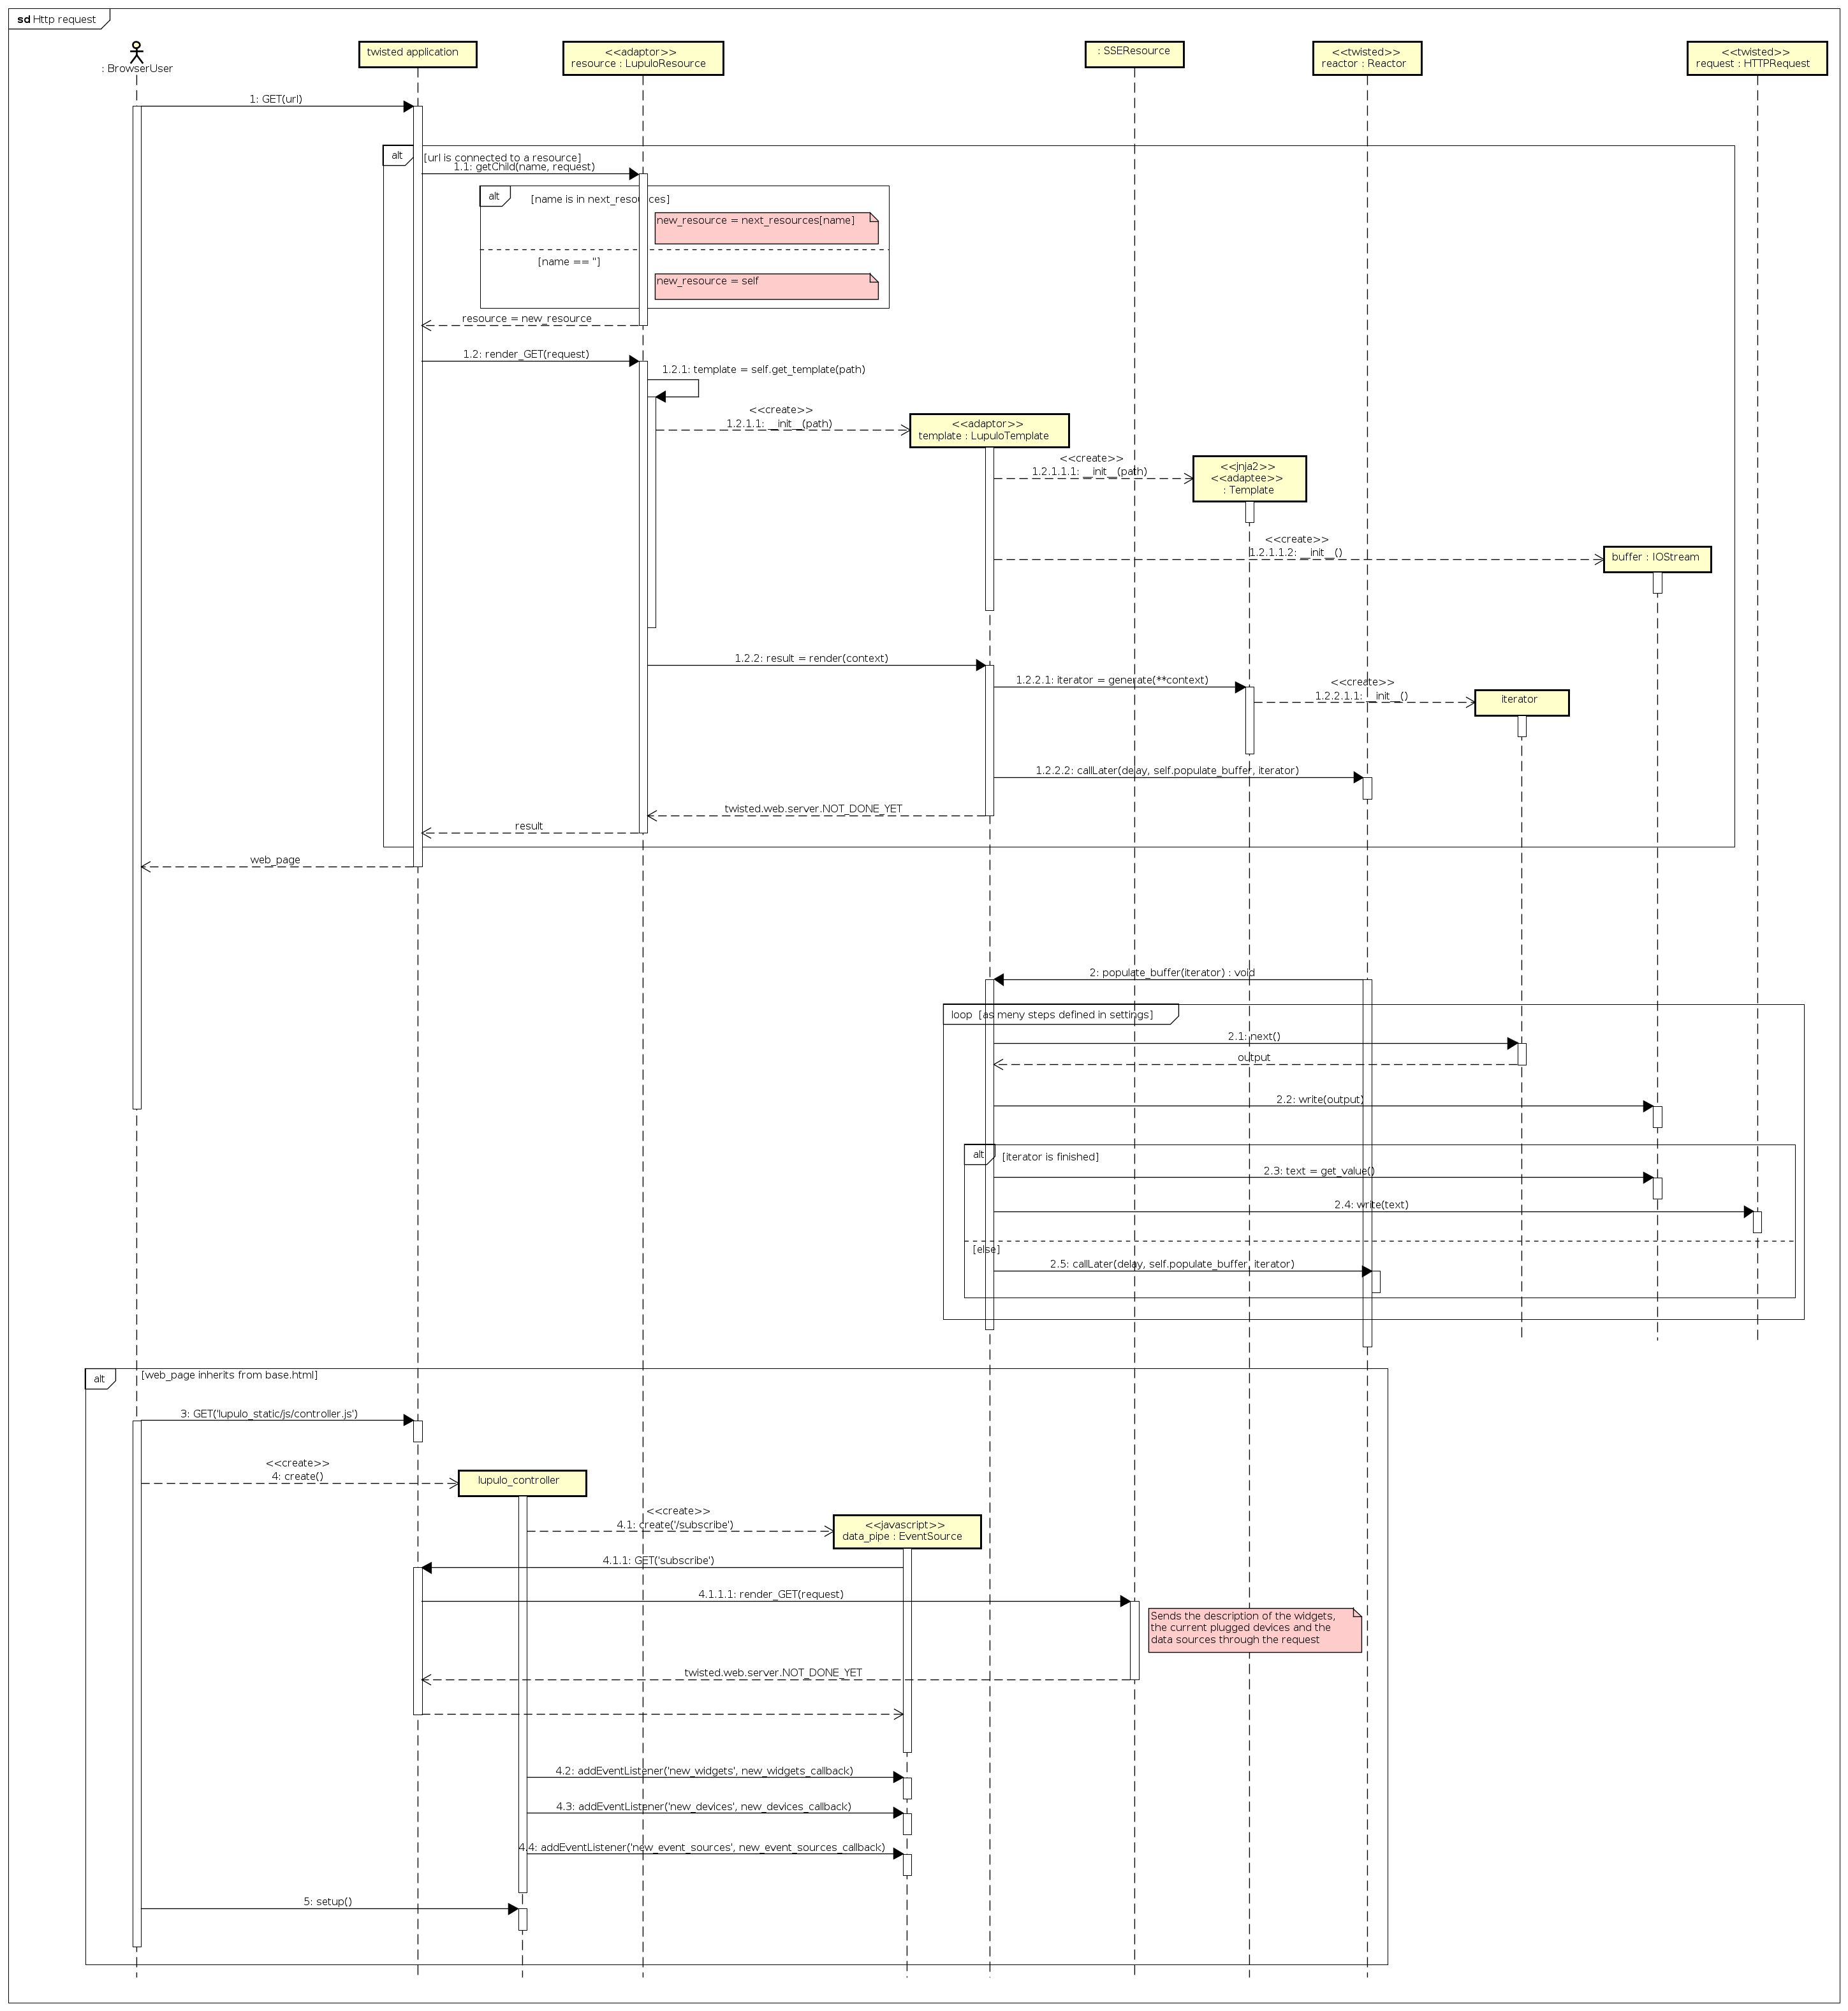 sd Http request
: BrowserUser
twisted application
<<adaptor>>
resource : LupuloResource
: SSEResource
<<twisted>>
reactor : Reactor
<<twisted>>
request : HTTPRequest
1: GET(url)
alt
[url is connected to a resource]
1.1: getChild(name, request)
alt
[name is in next_resources]
new_resource = next_resources[name]
[name == '']
new_resource = self
resource = new_resource
1.2: render_GET(request)
1.2.1: template = self.get_template(path)
<<create>>
1.2.1.1: __init__(path)
<<adaptor>>
template : LupuloTemplate
<<create>>
1.2.1.1.1: __init__(path)
<<jnja2>>
<<adaptee>>
: Template
<<create>>
1.2.1.1.2: __init__()
buffer : IOStream
1.2.2: result = render(context)
1.2.2.1: iterator = generate(**context)
<<create>>
1.2.2.1.1: __init__()
iterator
1.2.2.2: callLater(delay, self.populate_buffer, iterator)
twisted.web.server.NOT_DONE_YET
result
web_page
2: populate_buffer(iterator) : void
loop [as meny steps defined in settings]
2.1: next()
output
2.2: write(output)
alt
[iterator is finished]
2.3: text = get_value()
2.4: write(text)
[else]
2.5: callLater(delay, self.populate_buffer, iterator)
alt
[web_page inherits from base.html]
3: GET('lupulo_static/js/controller.js')
<<create>>
4: create()
lupulo_controller
<<create>>
4.1: create('/subscribe')
<<javascript>>
data_pipe : EventSource
4.1.1: GET('subscribe')
4.1.1.1: render_GET(request)
Sends the description of the widgets,
the current plugged devices and the
data sources through the request
twisted.web.server.NOT_DONE_YET
4.2: addEventListener('new_widgets', new_widgets_callback)
4.3: addEventListener('new_devices', new_devices_callback)
4.4: addEventListener('new_event_sources', new_event_sources_callback)
5: setup()